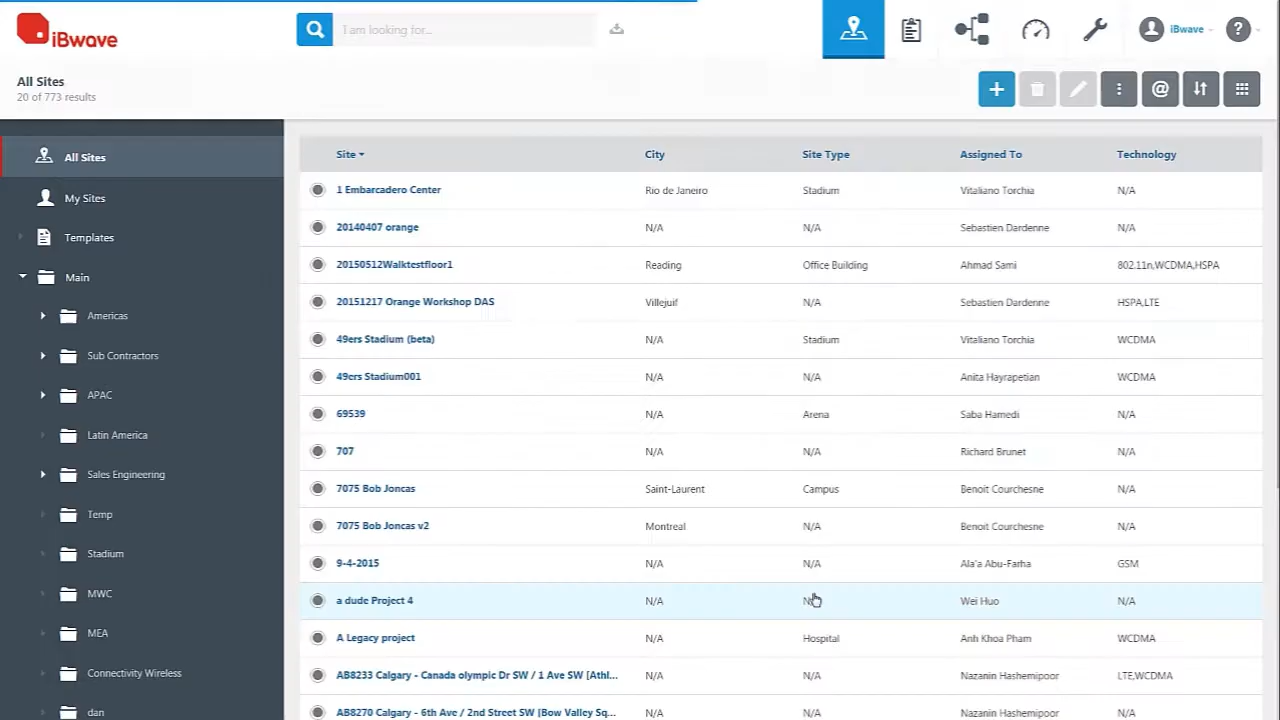 iBwave
I am looking for...
iBwave
?
All Sites
20 of 773 results
+
@
All Sites
My Sites
Templates
Main
Americas
Sub Contractors
APAC
Latin America
Sales Engineering
Temp
Stadium
MWC
MEA
Connectivity Wireless
dan
Site City Site Type Assigned To Technology
1 Embarcadero Center Rio de Janeiro Stadium Vitaliano Torchia N/A
20140407 orange N/A N/A Sebastien Dardenne N/A
20150512Walktestfloor1 Reading Office Building Ahmad Sami 802.11n,WCDMA,HSPA
20151217 Orange Workshop DAS Villejuif N/A Sebastien Dardenne HSPA,LTE
49ers Stadium (beta) N/A Stadium Vitaliano Torchia WCDMA
49ers Stadium001 N/A N/A Anita Hayrapetian WCDMA
69539 N/A Arena Saba Hamedi N/A
707 N/A N/A Richard Brunet N/A
7075 Bob Joncas Saint-Laurent Campus Benoit Courchesne N/A
7075 Bob Joncas v2 Montreal N/A Benoit Courchesne N/A
9-4-2015 N/A N/A Ala'a Abu-Farha GSM
a dude Project 4 N/A Wei Huo N/A
A Legacy project N/A Hospital Anh Khoa Pham WCDMA
AB8233 Calgary - Canada olympic Dr SW / 1 Ave SW [Athl... N/A N/A Nazanin Hashemipoor LTE,WCDMA
AB8270 Calgary - 6th Ave / 2nd Street SW [Bow Valley Sq... N/A N/A Nazanin Hashemipoor N/A